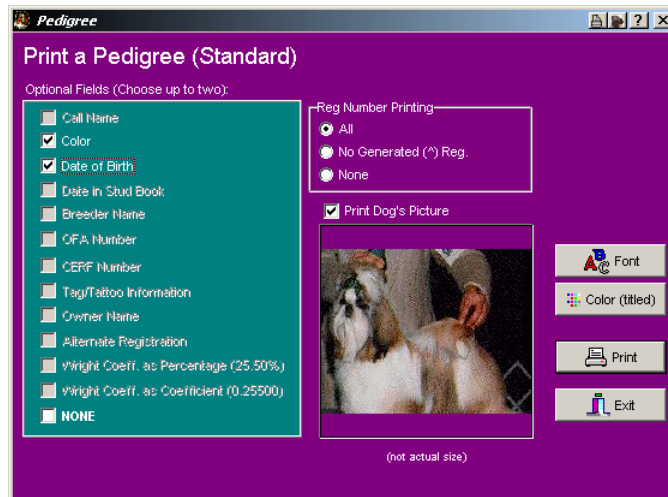 Pedigree
Print a Pedigree (Standard)
Optional Fields (Choose up to two):
Call Name
Color
Date of Birth
Date in Stud Book
Breeder Name
OFA Number
CERF Number
Tag/Tattoo Information
Owner Name
Alternate Registration
Wright Coeff. as Percentage (25.50%)
Wright Coeff. as Coefficient (0.25500)
NONE
Reg Number Printing
All
No Generated (^) Reg.
None
Print Dog's Picture
(not actual size)
ABC Font
Color (titled)
Print
Exit